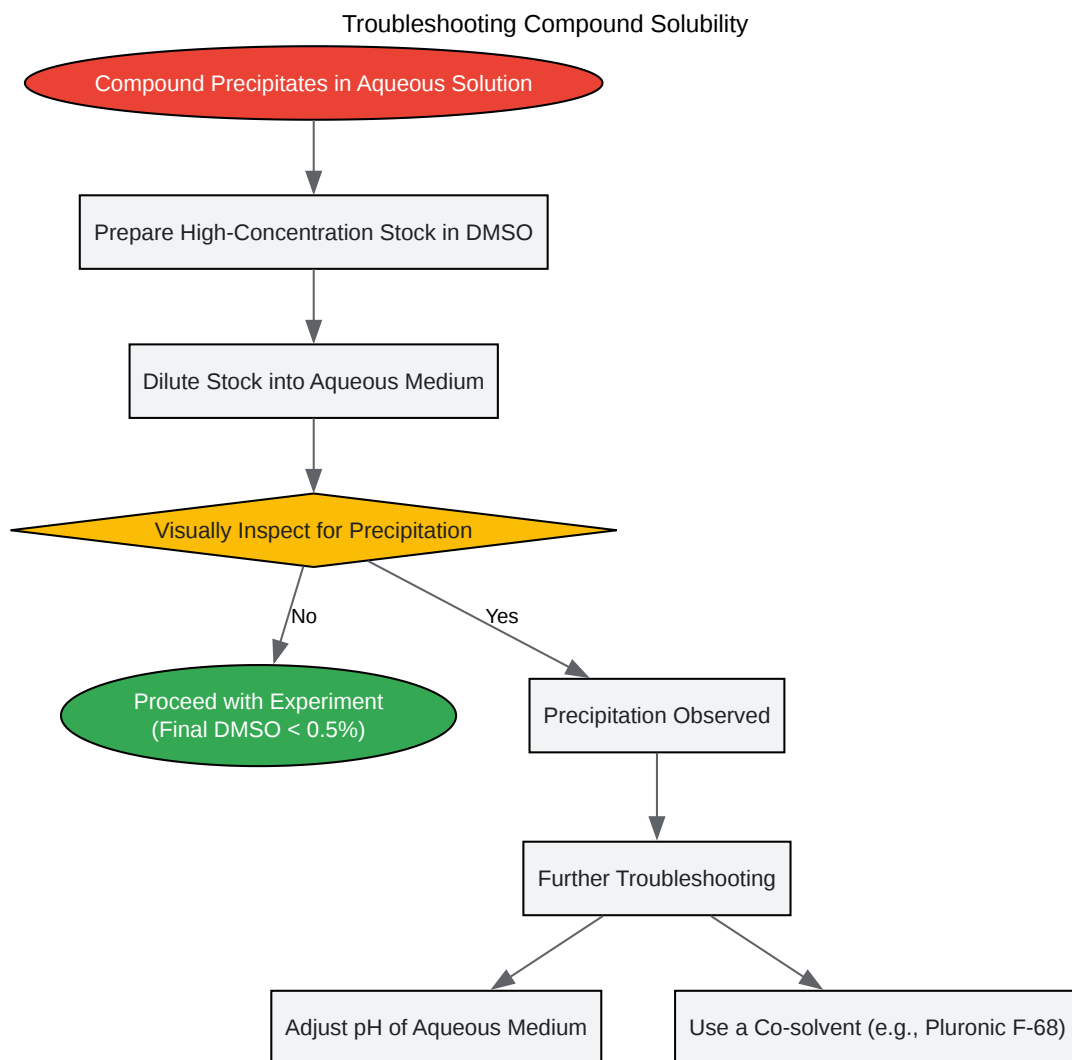 Troubleshooting Compound Solubility
Compound Precipitates in Aqueous Solution
Prepare High-Concentration Stock in DMSO
Dilute Stock into Aqueous Medium
Visually Inspect for Precipitation
No
Yes
Proceed with Experiment
(Final DMSO < 0.5%)
Precipitation Observed
Further Troubleshooting
Adjust pH of Aqueous Medium
Use a Co-solvent (e.g., Pluronic F-68)